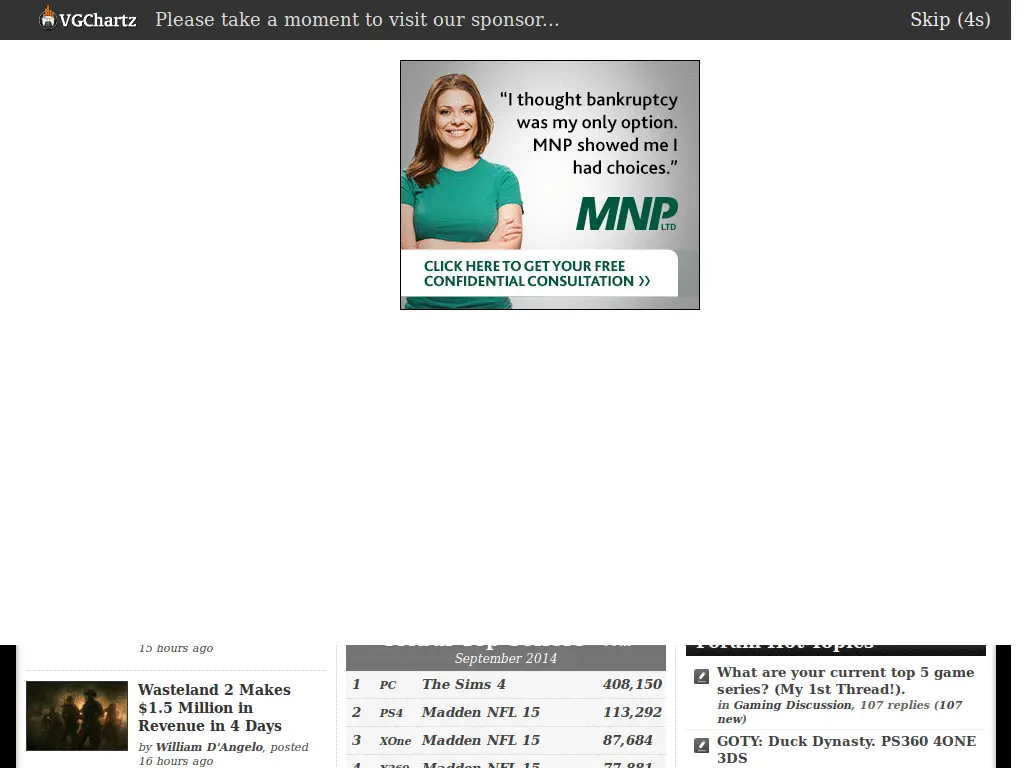 VGChartz Please take a moment to visit our sponsor... Skip (4s)
“I thought bankruptcy
was my only option.
MNP showed me I
had choices.”
MNP
LTD
CLICK HERE TO GET YOUR FREE
CONFIDENTIAL CONSULTATION »
15 hours ago
Wasteland 2 Makes
$1.5 Million in
Revenue in 4 Days
by William D'Angelo, posted
16 hours ago
September 2014
1 PC The Sims 4 408,150
2 PS4 Madden NFL 15 113,292
3 XOne Madden NFL 15 87,684
4 X360 Madden NFL 15 77,881
Forum Hot Topics
What are your current top 5 game
series? (My 1st Thread!).
in Gaming Discussion, 107 replies (107
new)
GOTY: Duck Dynasty. PS360 4ONE
3DS